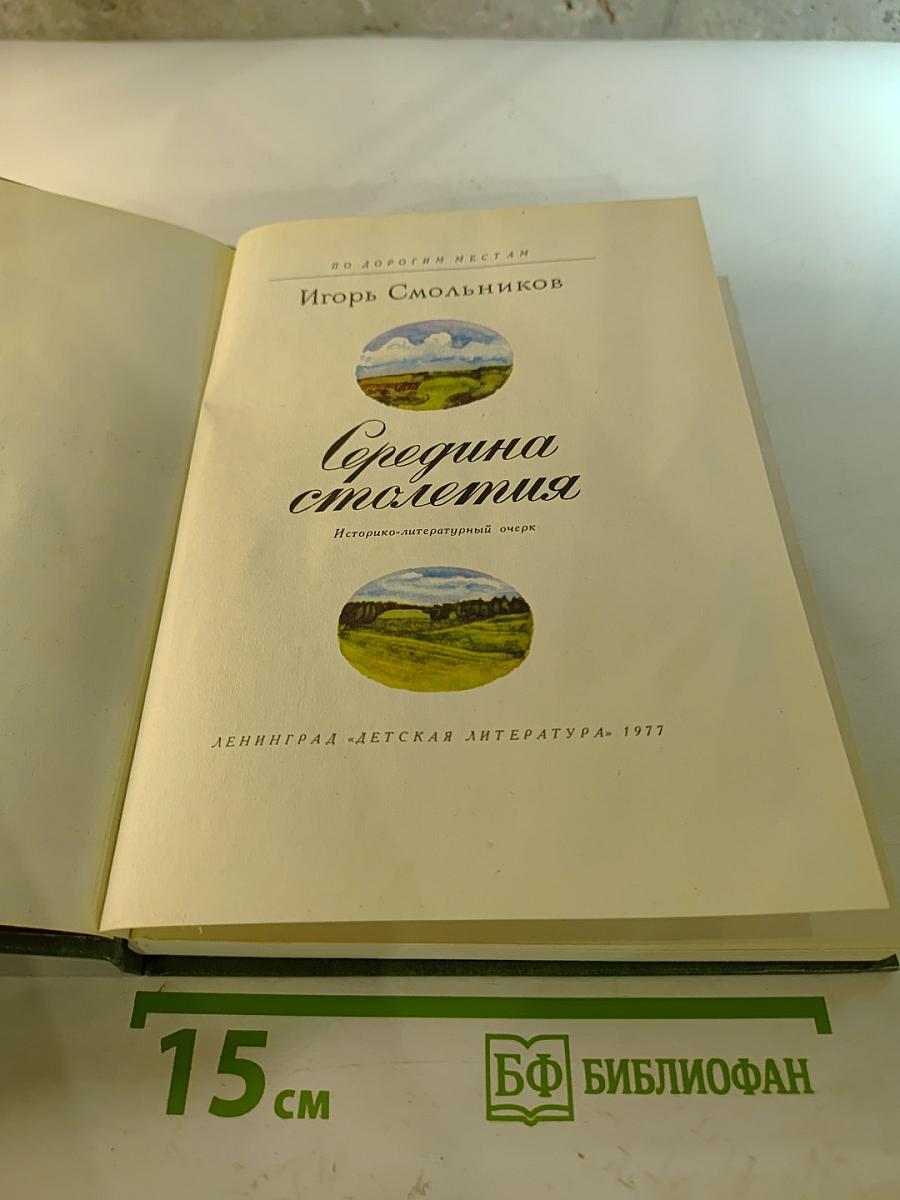 ПО ДОРОГИМ МЕСТАМ
Игорь Смольников
Середина
столетия
Историко-литературный очерк
ЛЕНИНГРАД «ДЕТСКАЯ ЛИТЕРАТУРА» 1977
15 см
БФ БИБЛИОФАН